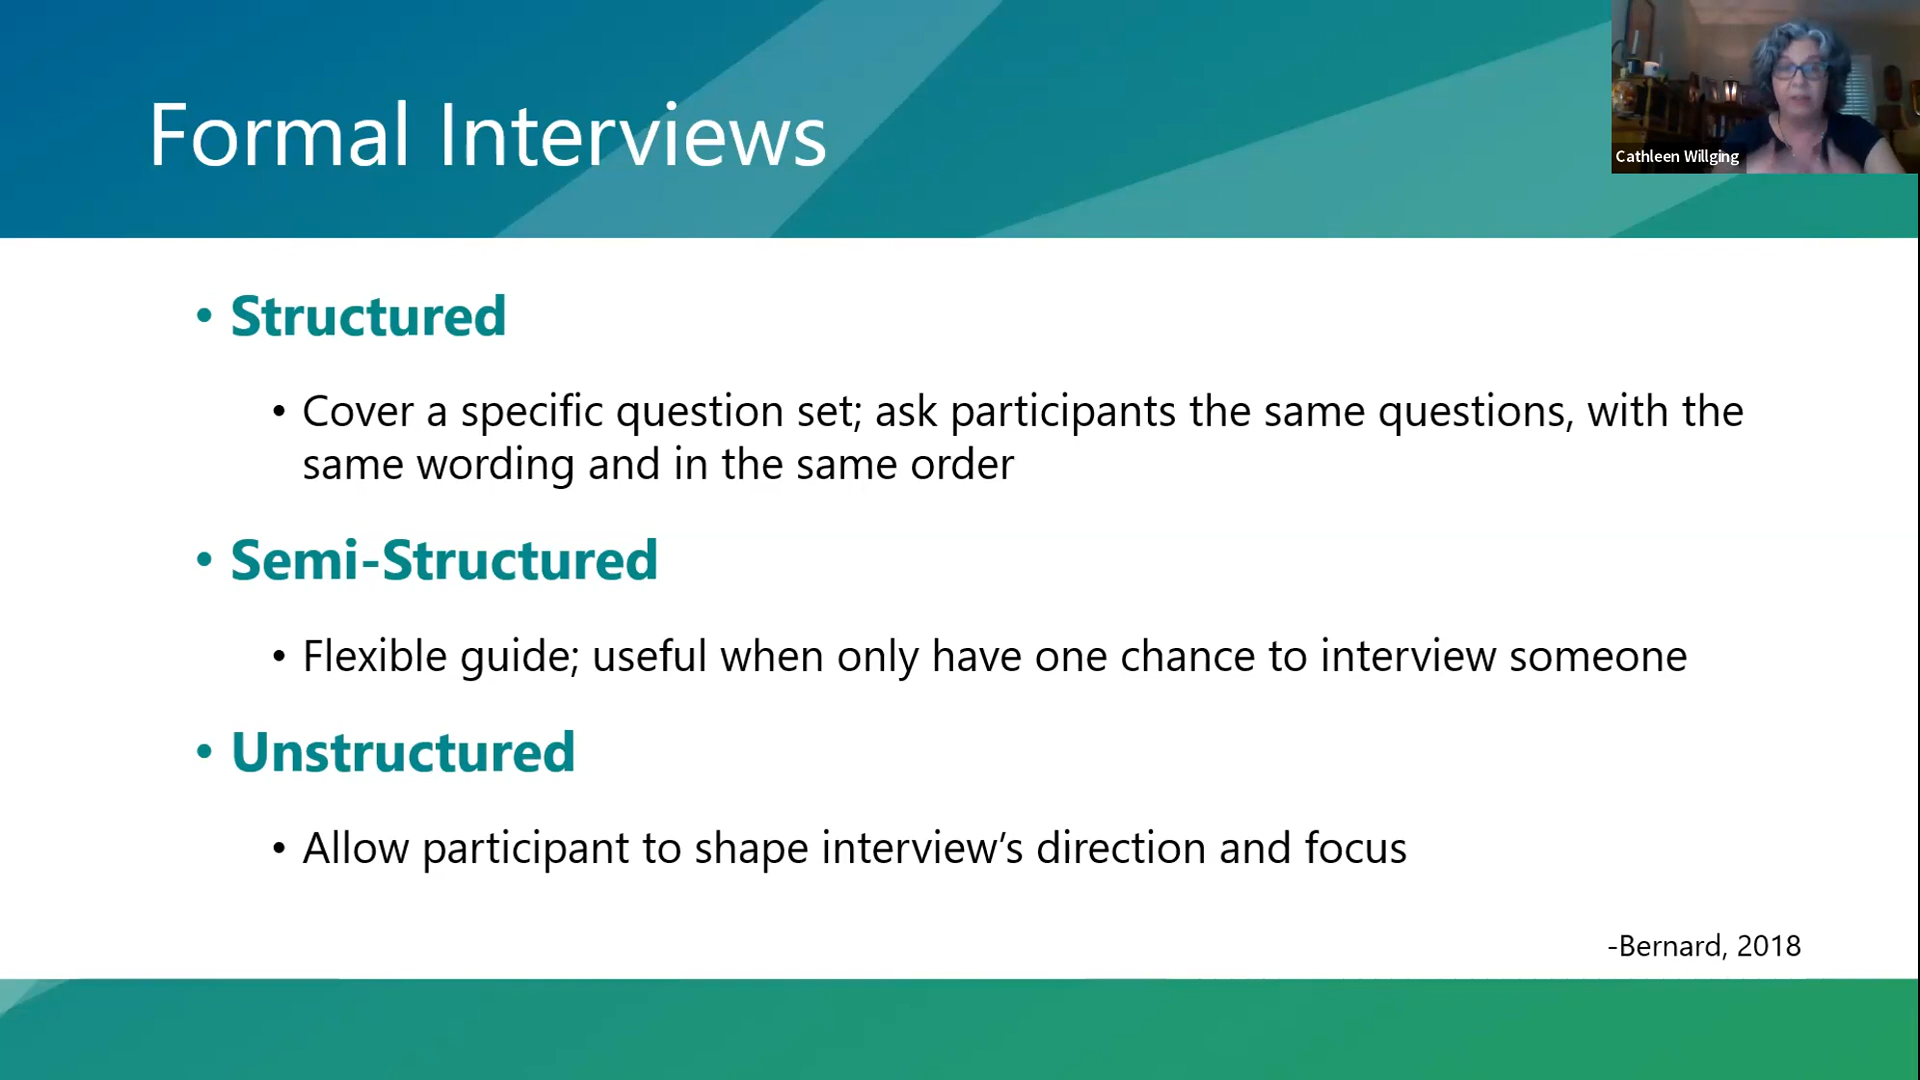 Formal Interviews
Cathleen Willging
• Structured
• Cover a specific question set; ask participants the same questions, with the
same wording and in the same order
• Semi-Structured
• Flexible guide; useful when only have one chance to interview someone
• Unstructured
• Allow participant to shape interview’s direction and focus
-Bernard, 2018